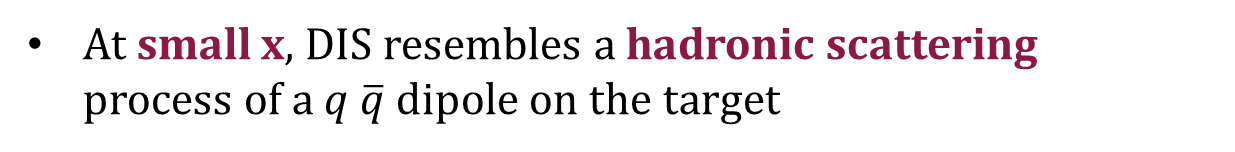 • At small x, DIS resembles a hadronic scattering
process of a q q̅ dipole on the target